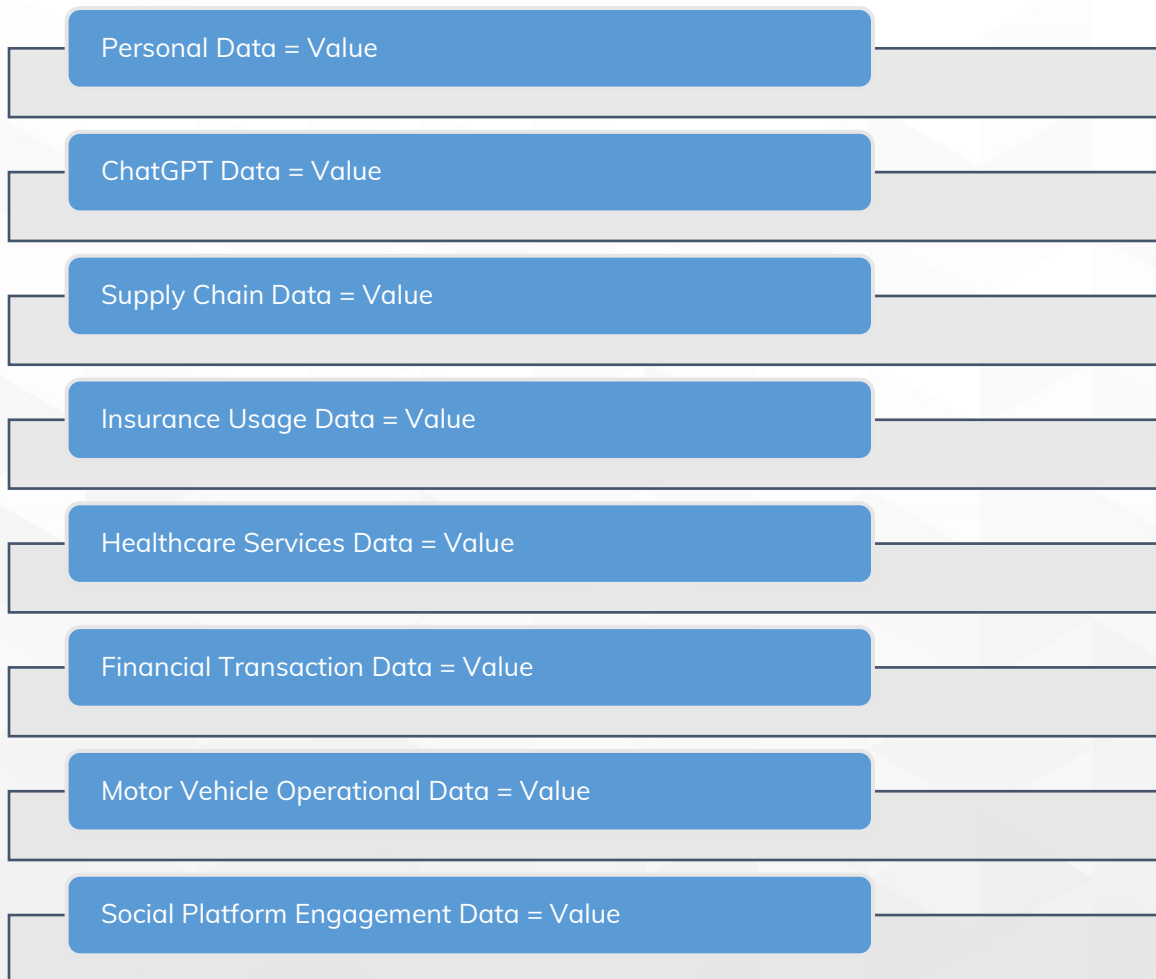 Personal Data = Value
ChatGPT Data = Value
Supply Chain Data = Value
Insurance Usage Data = Value
Healthcare Services Data = Value
Financial Transaction Data = Value
Motor Vehicle Operational Data = Value
Social Platform Engagement Data = Value